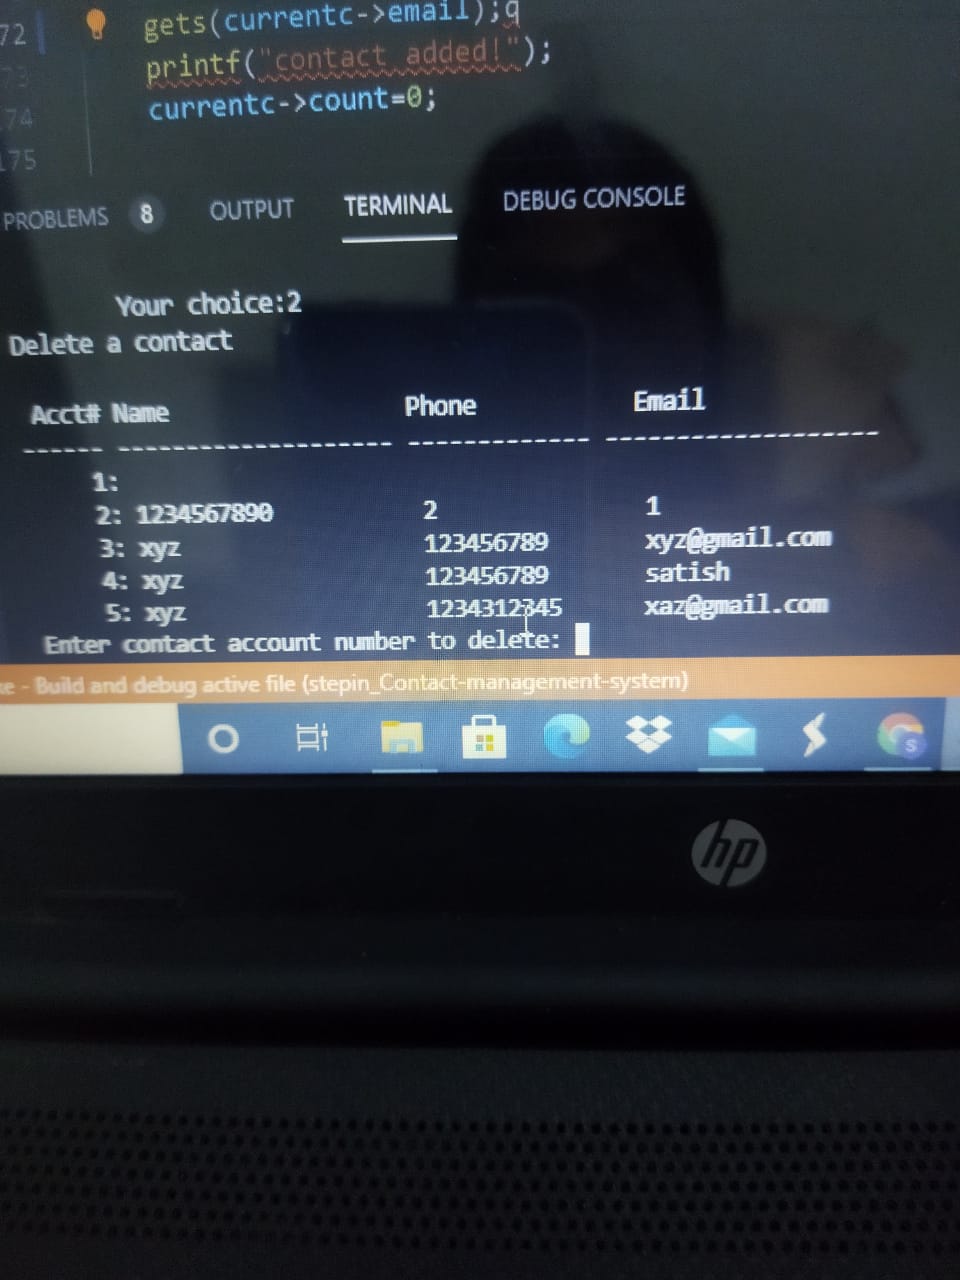 72 gets(currentc->email);q
73 printf("contact added!");
74 currentc->count=0;
175
PROBLEMS 8 OUTPUT TERMINAL DEBUG CONSOLE
Your choice:2
Delete a contact
Acct# Name Phone Email
------ --------------------- -------------- ---------------------
1:
2: 1234567890 2 1
3: xyz 123456789 xyz@gmail.com
4: xyz 123456789 satish
5: xyz 1234312345 xaz@gmail.com
Enter contact account number to delete:
- Build and debug active file (stepin_Contact-management-system)
S
hp